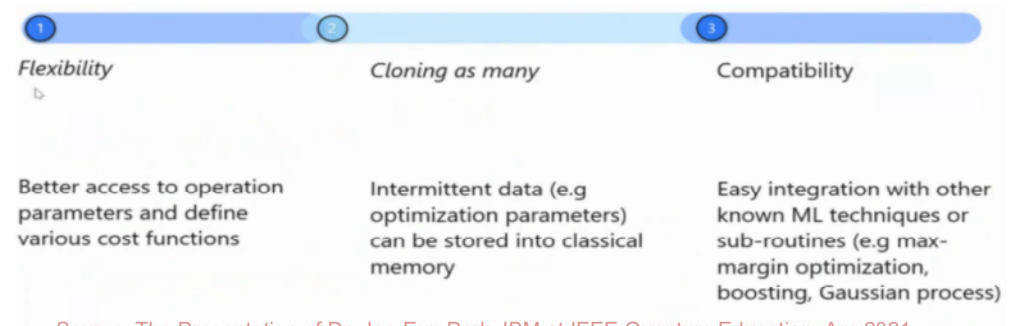 1 2 3
Flexibility
Cloning as many
Compatibility
Better access to operation
parameters and define
various cost functions
Intermittent data (e.g
optimization parameters)
can be stored into classical
memory
Easy integration with other
known ML techniques or
sub-routines (e.g max-
margin optimization,
boosting, Gaussian process)